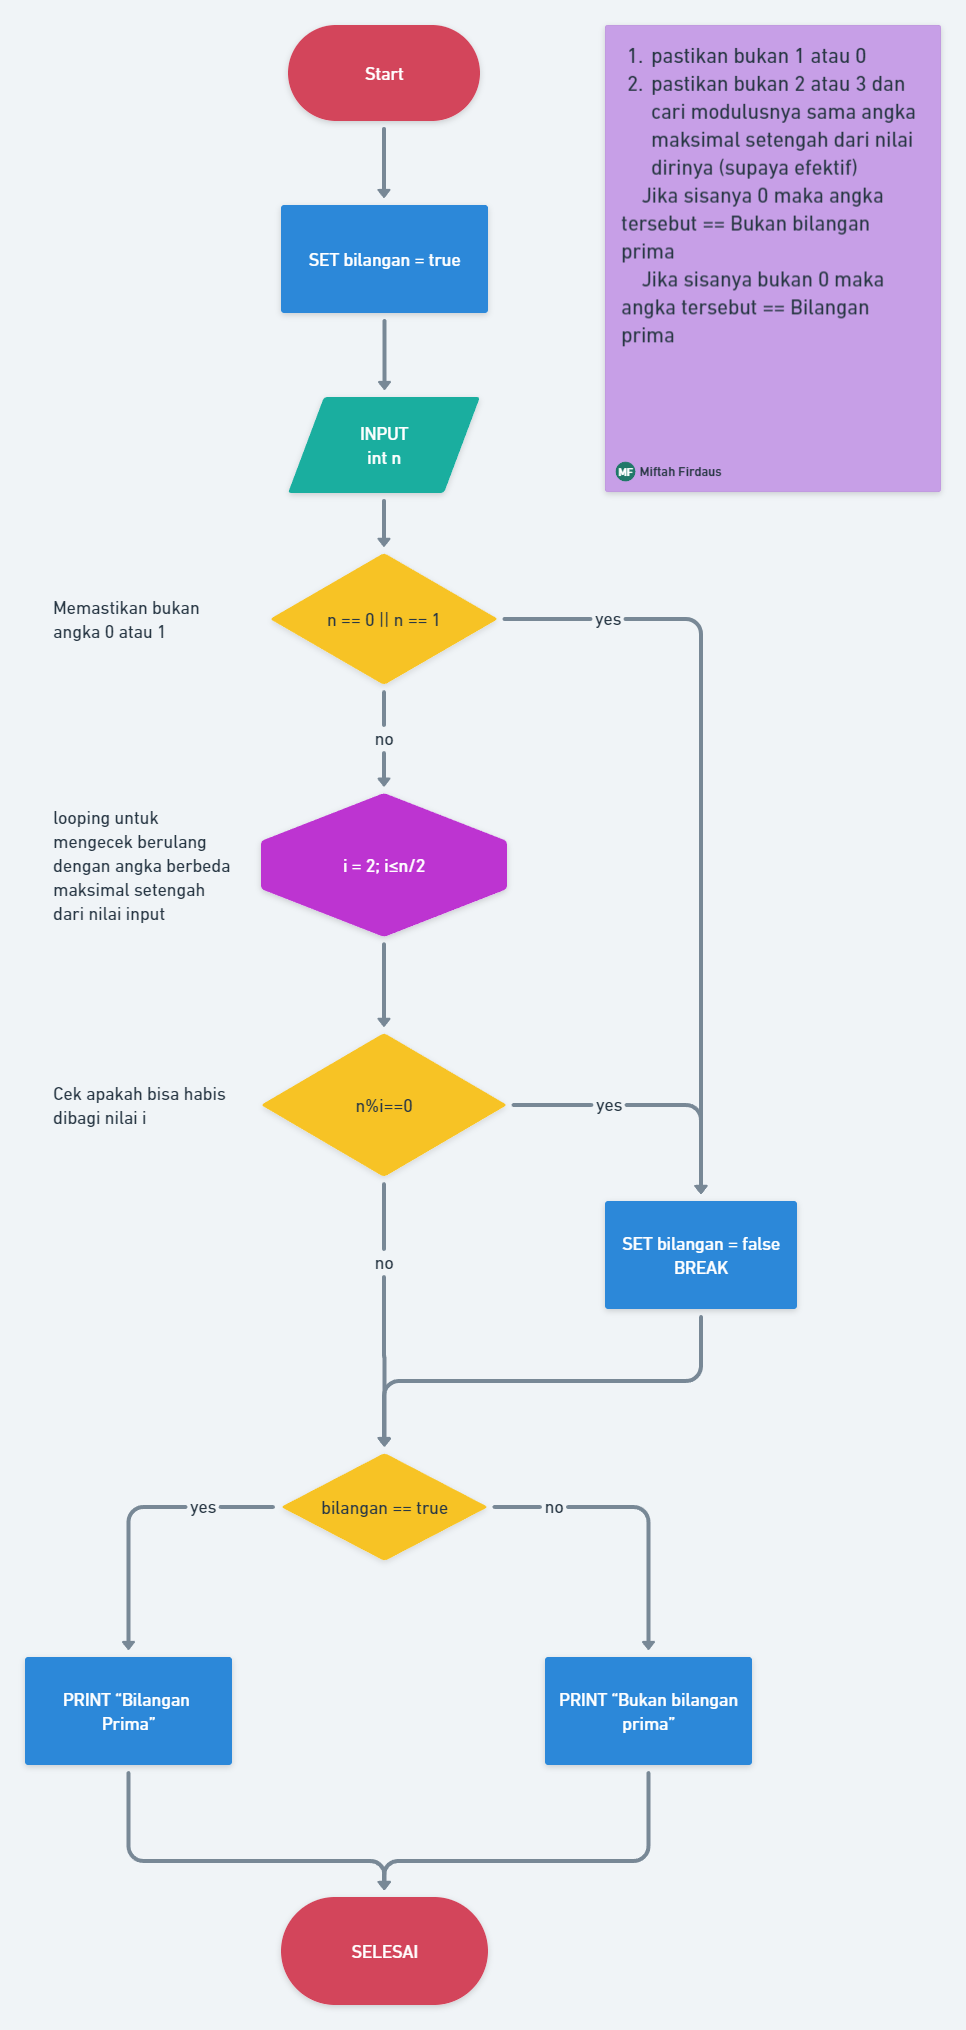 Start
1. pastikan bukan 1 atau 0
2. pastikan bukan 2 atau 3 dan
cari modulusnya sama angka
maksimal setengah dari nilai
dirinya (supaya efektif)
Jika sisanya 0 maka angka
tersebut == Bukan bilangan
prima
Jika sisanya bukan 0 maka
angka tersebut == Bilangan
prima
MF Miftah Firdaus
SET bilangan = true
INPUT
int n
Memastikan bukan
angka 0 atau 1
n == 0 || n == 1
yes
no
looping untuk
mengecek berulang
dengan angka berbeda
maksimal setengah
dari nilai input
i = 2; i≤n/2
Cek apakah bisa habis
dibagi nilai i
n%i==0
yes
SET bilangan = false
BREAK
no
yes
bilangan == true
no
PRINT “Bilangan
Prima”
PRINT “Bukan bilangan
prima”
SELESAI